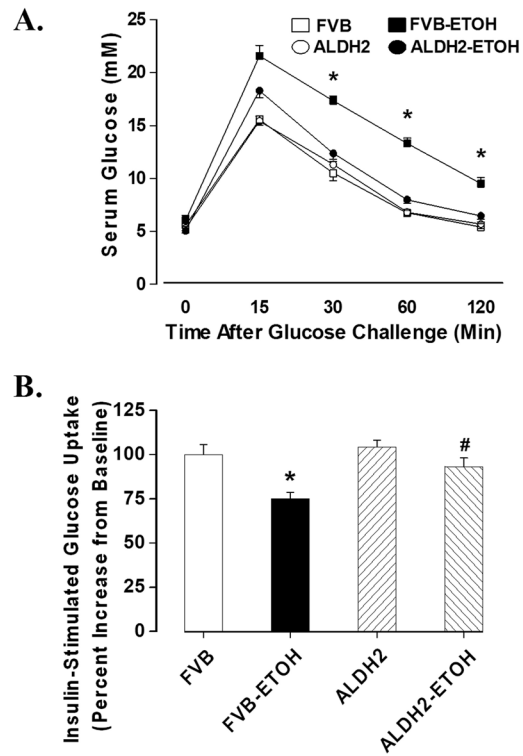 A.
FVB
FVB-ETOH
ALDH2
ALDH2-ETOH
Serum Glucose (mM)
25
20
15
10
5
0
*
*
*
0 15 30 60 120
Time After Glucose Challenge (Min)
B.
Insulin-Stimulated Glucose Uptake
(Percent Increase from Baseline)
125
100
75
50
25
0
*
#
FVB
FVB-ETOH
ALDH2
ALDH2-ETOH